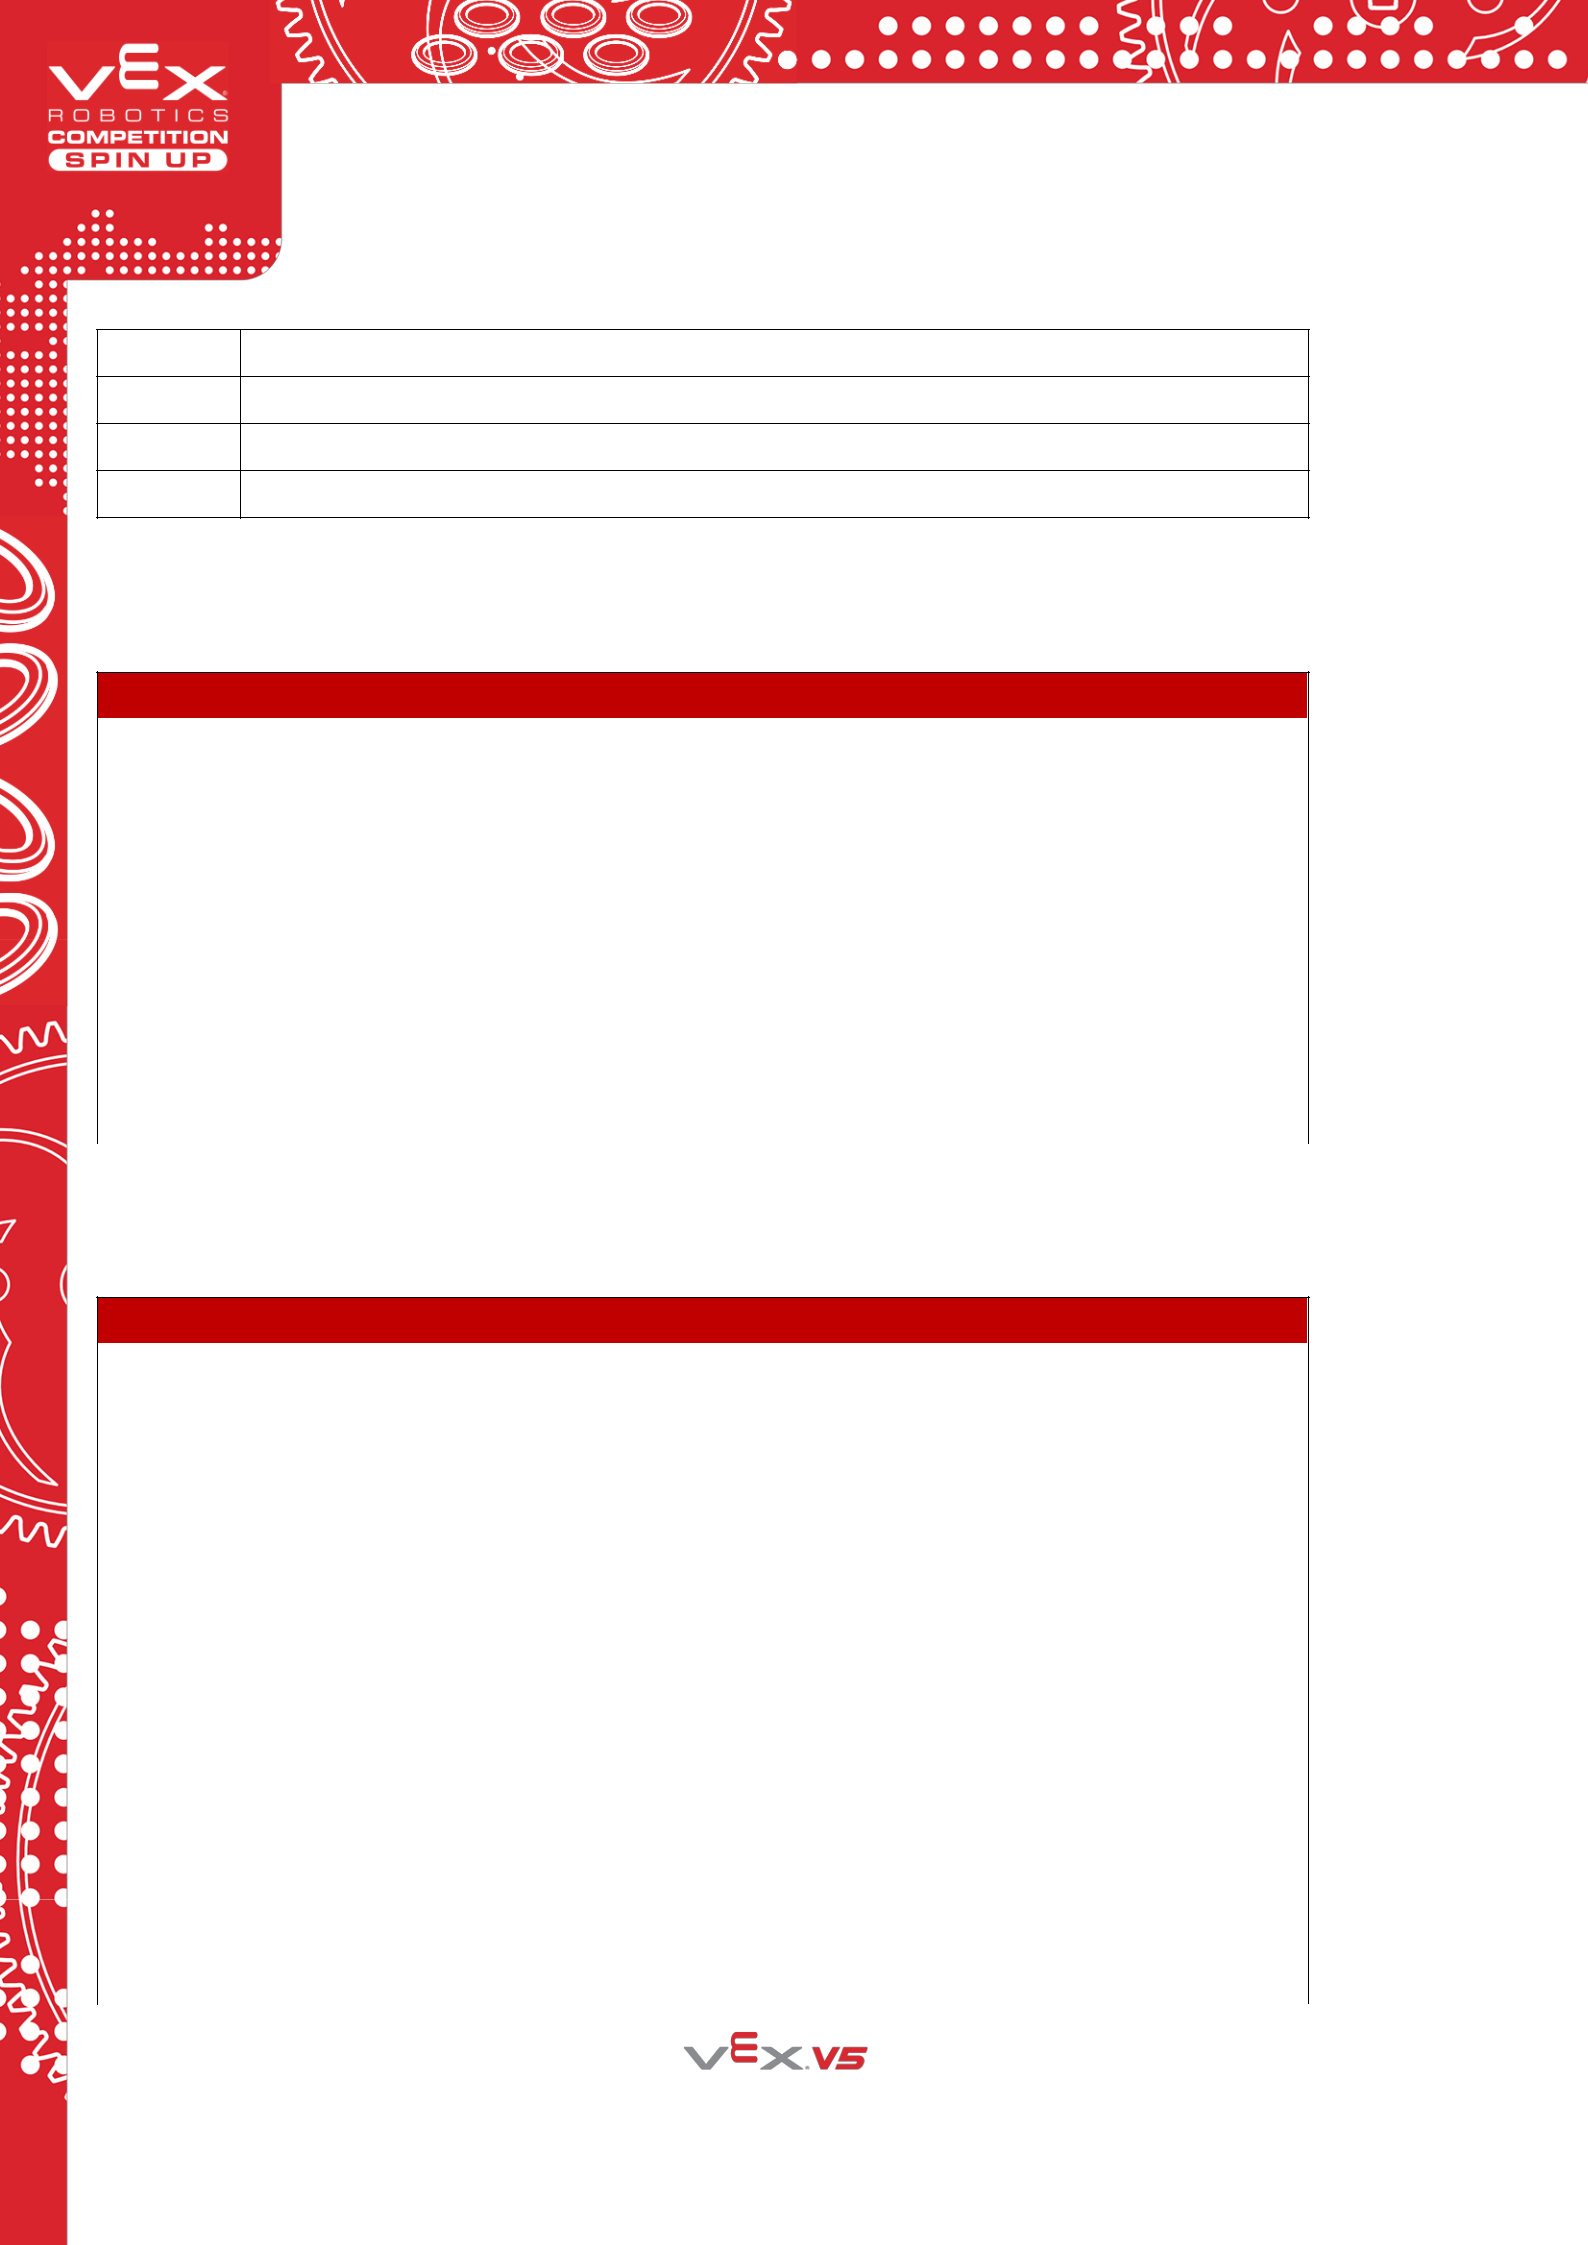 VEX
ROBOTICS
COMPETITION
SPIN UP
VEX V5